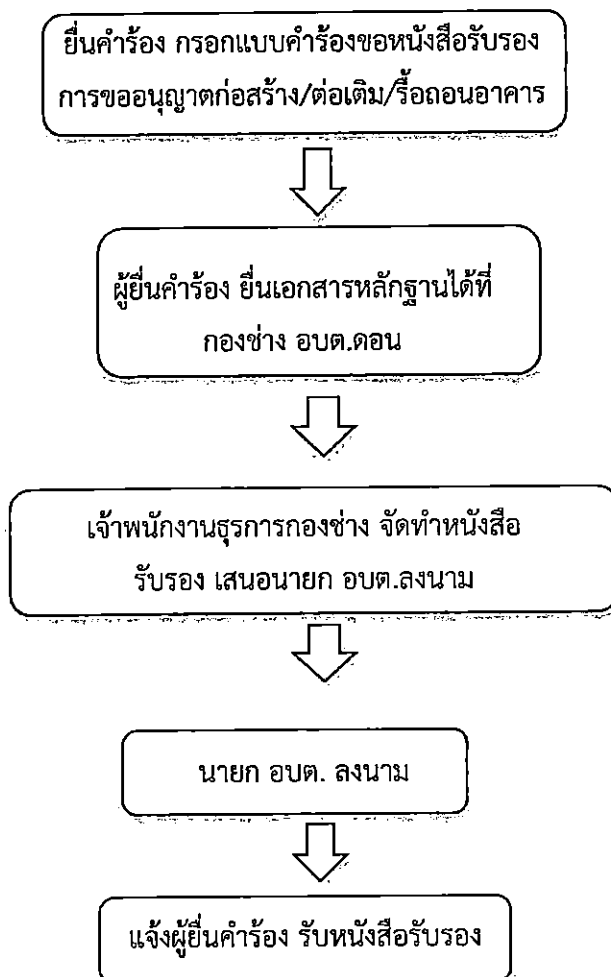 ยื่นคำร้อง กรอกแบบคำร้องขอหนังสือรับรอง
การขออนุญาตก่อสร้าง/ต่อเติม/รื้อถอนอาคาร
ผู้ยื่นคำร้อง ยื่นเอกสารหลักฐานได้ที่
กองช่าง อบต.ดอน
เจ้าพนักงานธุรการกองช่าง จัดทำหนังสือ
รับรอง เสนอนายก อบต.ลงนาม
นายก อบต. ลงนาม
แจ้งผู้ยื่นคำร้อง รับหนังสือรับรอง